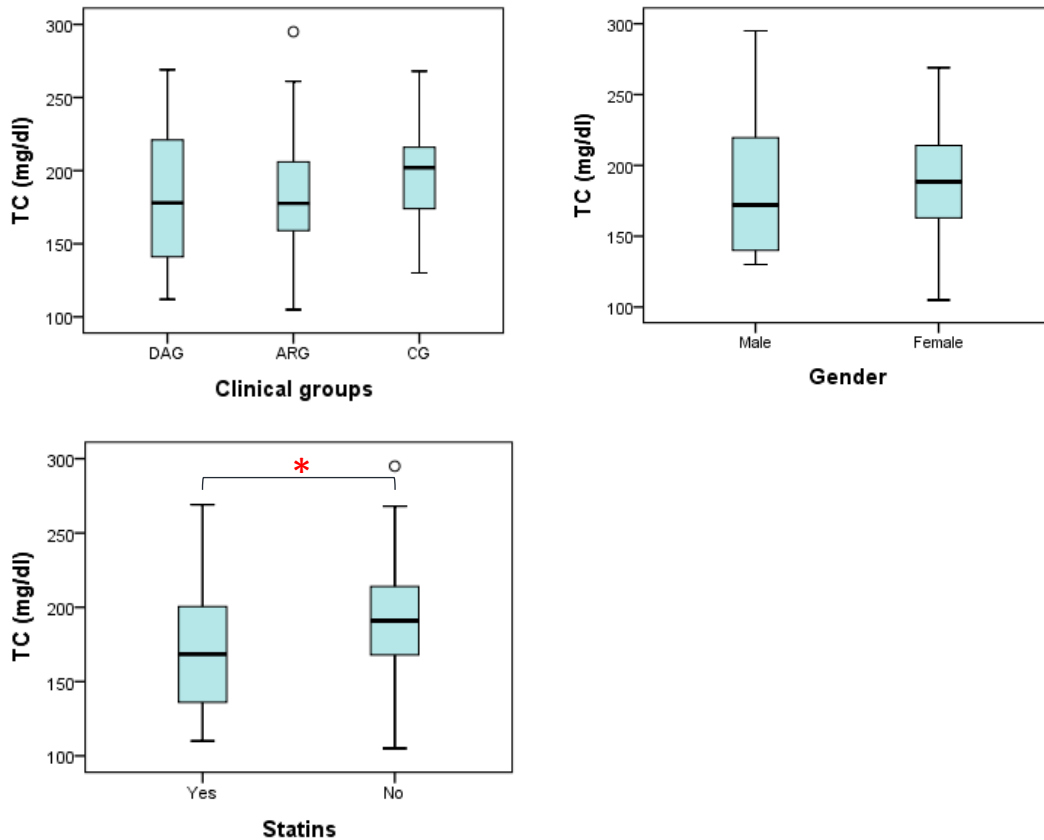 300
250
200
150
100
TC (mg/dl)
DAG ARG CG
Clinical groups
300
250
200
150
100
TC (mg/dl)
Male Female
Gender
300
250
200
150
100
TC (mg/dl)
*
Yes No
Statins